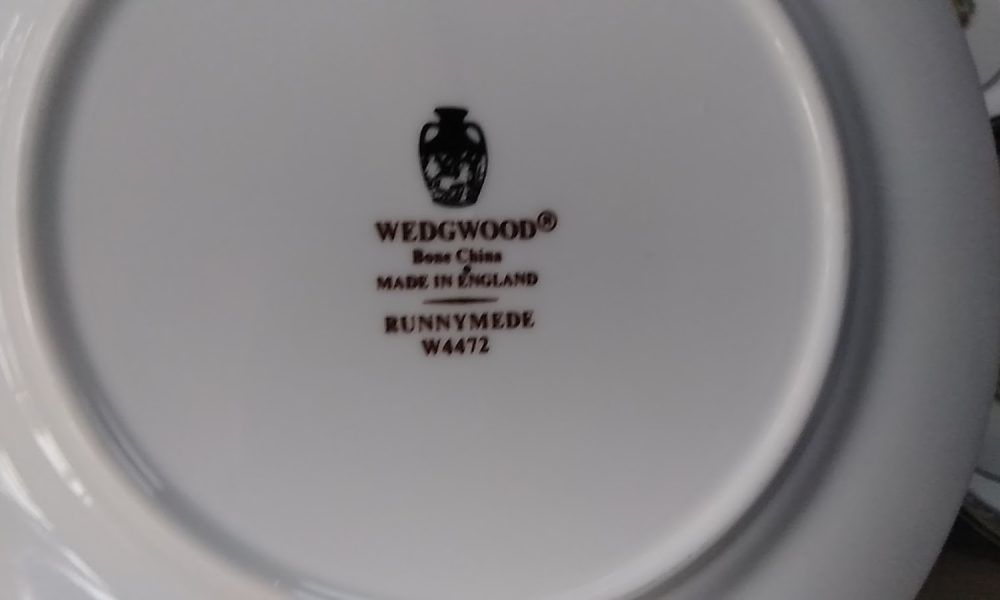 WEDGWOOD®
Bone China
MADE IN ENGLAND
RUNNYMEDE
W4472